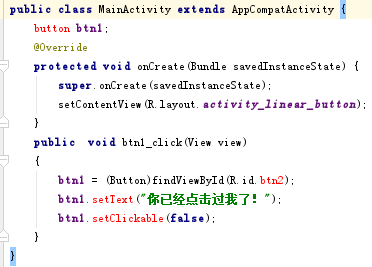 public class MainActivity extends AppCompatActivity {
button btn1;
@Override
protected void onCreate(Bundle savedInstanceState) {
super.onCreate(savedInstanceState);
setContentView(R.layout.activity_linear_button);
}
public void btn1_click(View view)
{
btn1 = (Button)findViewById(R.id.btn2);
btn1.setText("你已经点击过我了！");
btn1.setClickable(false);
}
}